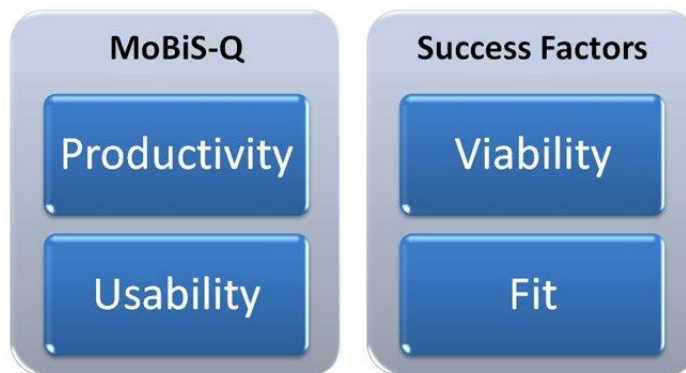 MoBiS-Q
Productivity
Usability
Success Factors
Viability
Fit